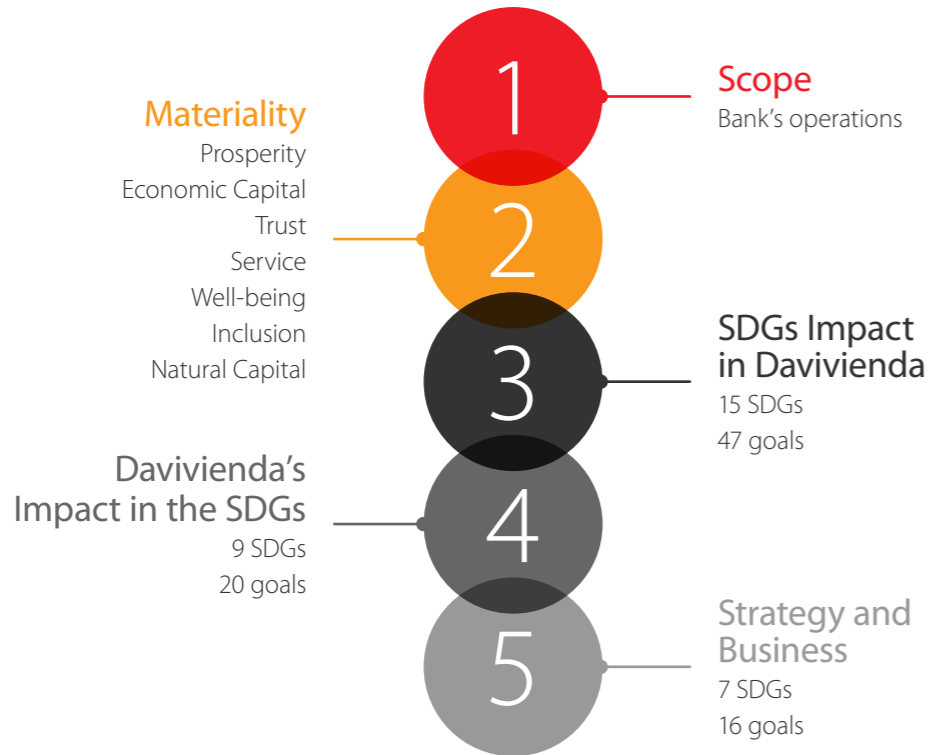 1
Scope
Bank's operations
Materiality
Prosperity
Economic Capital
Trust
Service
Well-being
Inclusion
Natural Capital
2
3
SDGs Impact
in Davivienda
15 SDGs
47 goals
Davivienda's
Impact in the SDGs
9 SDGs
20 goals
4
5
Strategy and
Business
7 SDGs
16 goals